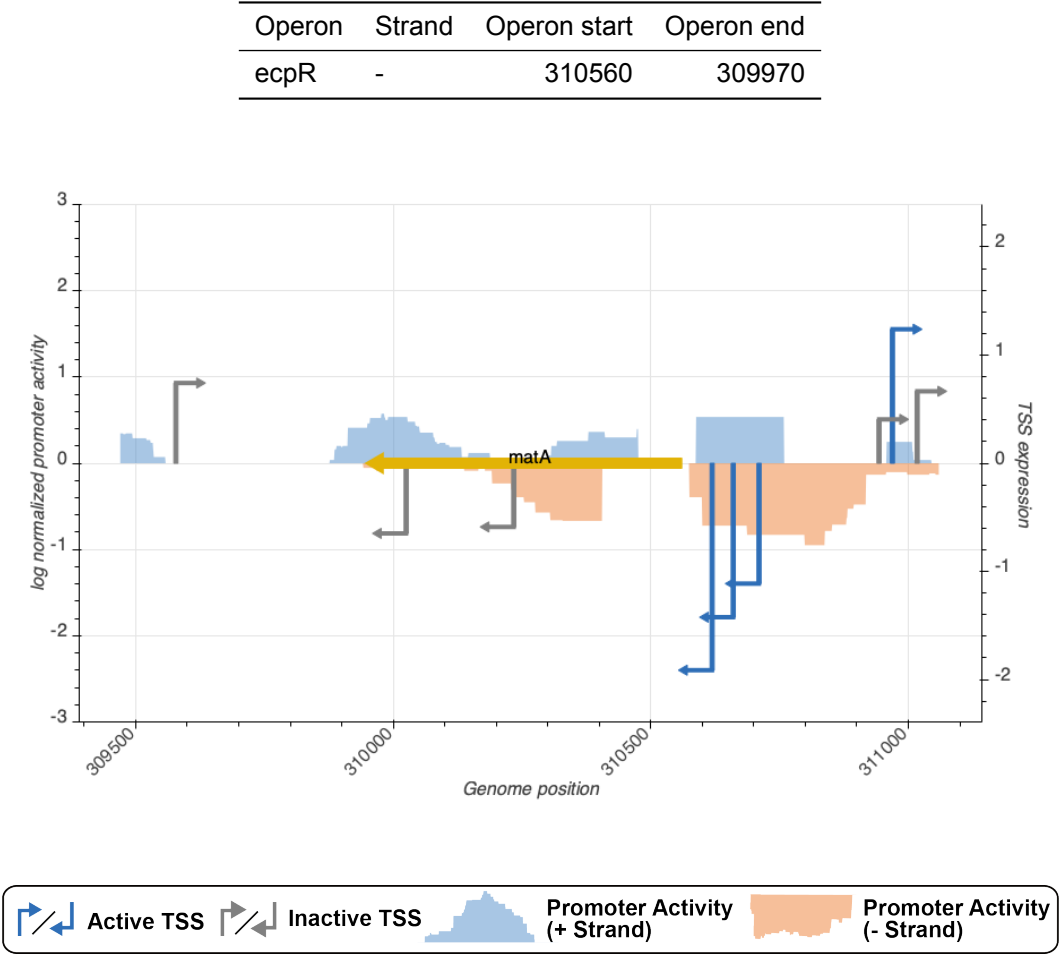 Operon Strand Operon start Operon end
ecpR - 310560 309970
3
2
1
0
-1
-2
-3
log normalized promoter activity
matA
2
1
0
-1
-2
TSS expression
309500 310000 310500 311000
Genome position
Active TSS Inactive TSS Promoter Activity Promoter Activity
(+ Strand) (- Strand)